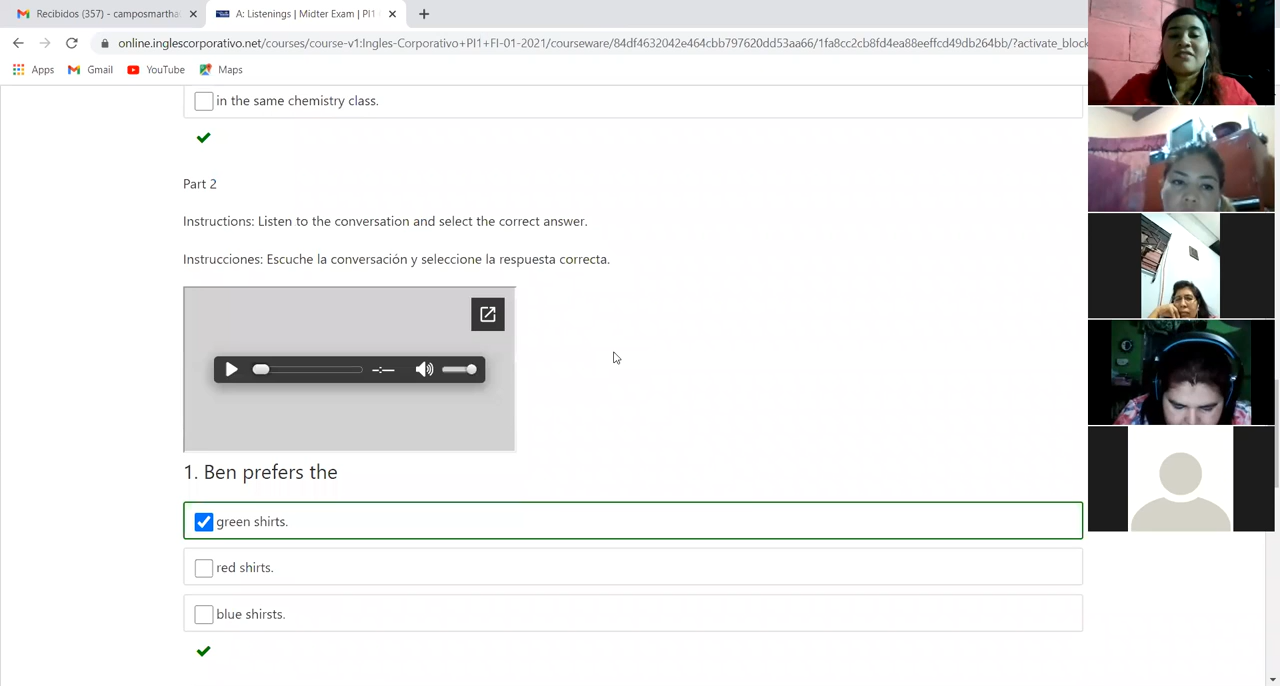 Recibidos (357) - camposmartha
A: Listenings | Midter Exam | PI1
online.inglescorporativo.net/courses/course-v1:Ingles-Corporativo+PI1+FI-01-2021/courseware/84df4632042e464cbb797620dd53aa66/1fa8cc2cb8fd4ea88eeffcd49db264bb/?activate_block
Apps Gmail YouTube Maps
in the same chemistry class.
Part 2
Instructions: Listen to the conversation and select the correct answer.
Instrucciones: Escuche la conversación y seleccione la respuesta correcta.
-:--
1. Ben prefers the
green shirts.
red shirts.
blue shirsts.